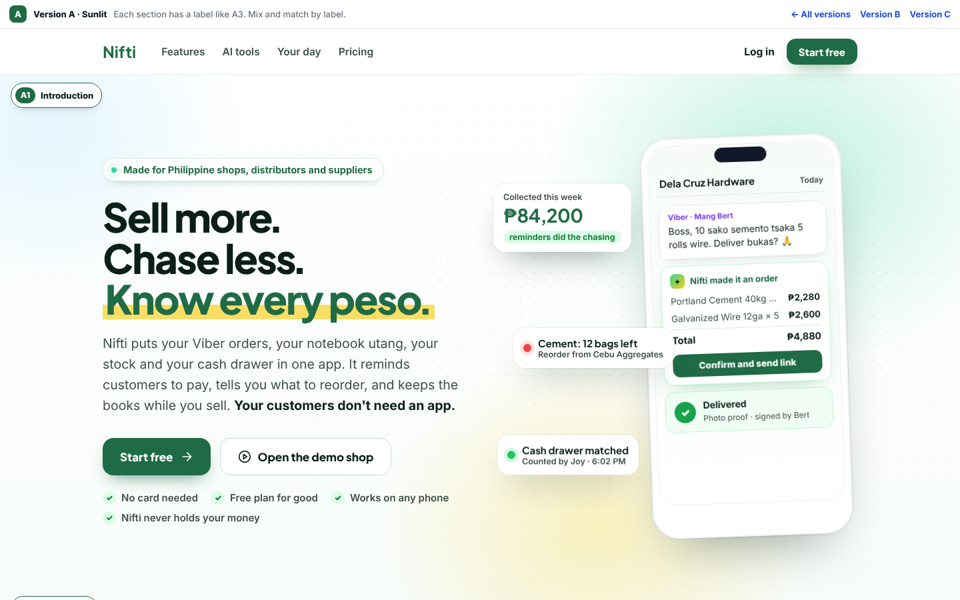 A Version A · Sunlit Each section has a label like A3. Mix and match by label. ← All versions Version B Version C
Nifti Features AI tools Your day Pricing Log in Start free
A1 Introduction
Made for Philippine shops, distributors and suppliers
Sell more.
Chase less.
Know every peso.
Nifti puts your Viber orders, your notebook utang, your
stock and your cash drawer in one app. It reminds
customers to pay, tells you what to reorder, and keeps the
books while you sell. Your customers don't need an app.
Start free → Open the demo shop
No card needed Free plan for good Works on any phone
Nifti never holds your money
Collected this week
₱84,200
reminders did the chasing
Cement: 12 bags left
Reorder from Cebu Aggregates
Cash drawer matched
Counted by Joy · 6:02 PM
Dela Cruz Hardware Today
Viber · Mang Bert
Boss, 10 sako semento tsaka 5
rolls wire. Deliver bukas? 🙏
Nifti made it an order
Portland Cement 40kg ... ₱2,280
Galvanized Wire 12ga × 5 ₱2,600
Total ₱4,880
Confirm and send link
Delivered
Photo proof · signed by Bert